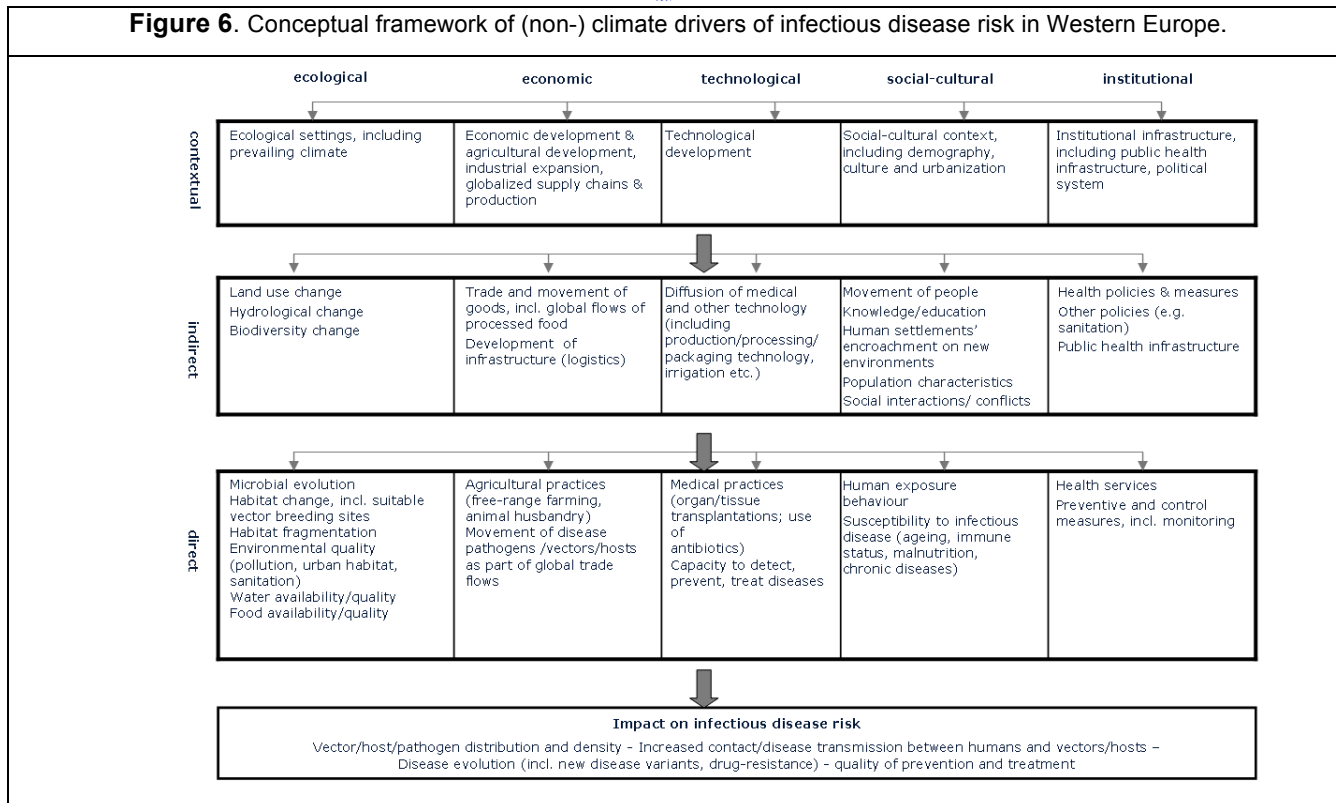 Figure 6. Conceptual framework of (non-) climate drivers of infectious disease risk in Western Europe.
ecological
economic
technological
social-cultural
institutional
contextual
Ecological settings, including
prevailing climate
Economic development &
agricultural development,
industrial expansion,
globalized supply chains &
production
Technological
development
Social-cultural context,
including demography,
culture and urbanization
Institutional infrastructure,
including public health
infrastructure, political
system
indirect
Land use change
Hydrological change
Biodiversity change
Trade and movement of
goods, incl. global flows of
processed food
Development of
infrastructure (logistics)
Diffusion of medical
and other technology
(including
production/processing/
packaging technology,
irrigation etc.)
Movement of people
Knowledge/education
Human settlements'
encroachment on new
environments
Population characteristics
Social interactions/ conflicts
Health policies & measures
Other policies (e.g.
sanitation)
Public health infrastructure
direct
Microbial evolution
Habitat change, incl. suitable
vector breeding sites
Habitat fragmentation
Environmental quality
(pollution, urban habitat,
sanitation)
Water availability/quality
Food availability/quality
Agricultural practices
(free-range farming,
animal husbandry)
Movement of disease
pathogens /vectors/hosts
as part of global trade
flows
Medical practices
(organ/tissue
transplantations; use
of
antibiotics)
Capacity to detect,
prevent, treat diseases
Human exposure
behaviour
Susceptibility to infectious
disease (ageing, immune
status, malnutrition,
chronic diseases)
Health services
Preventive and control
measures, incl. monitoring
Impact on infectious disease risk
Vector/host/pathogen distribution and density - Increased contact/disease transmission between humans and vectors/hosts –
Disease evolution (incl. new disease variants, drug-resistance) - quality of prevention and treatment